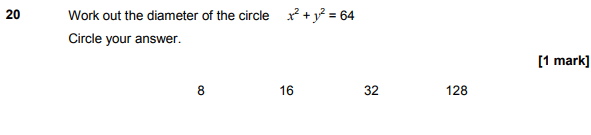 20 Work out the diameter of the circle x² + y² = 64
Circle your answer.
[1 mark]
8 16 32 128